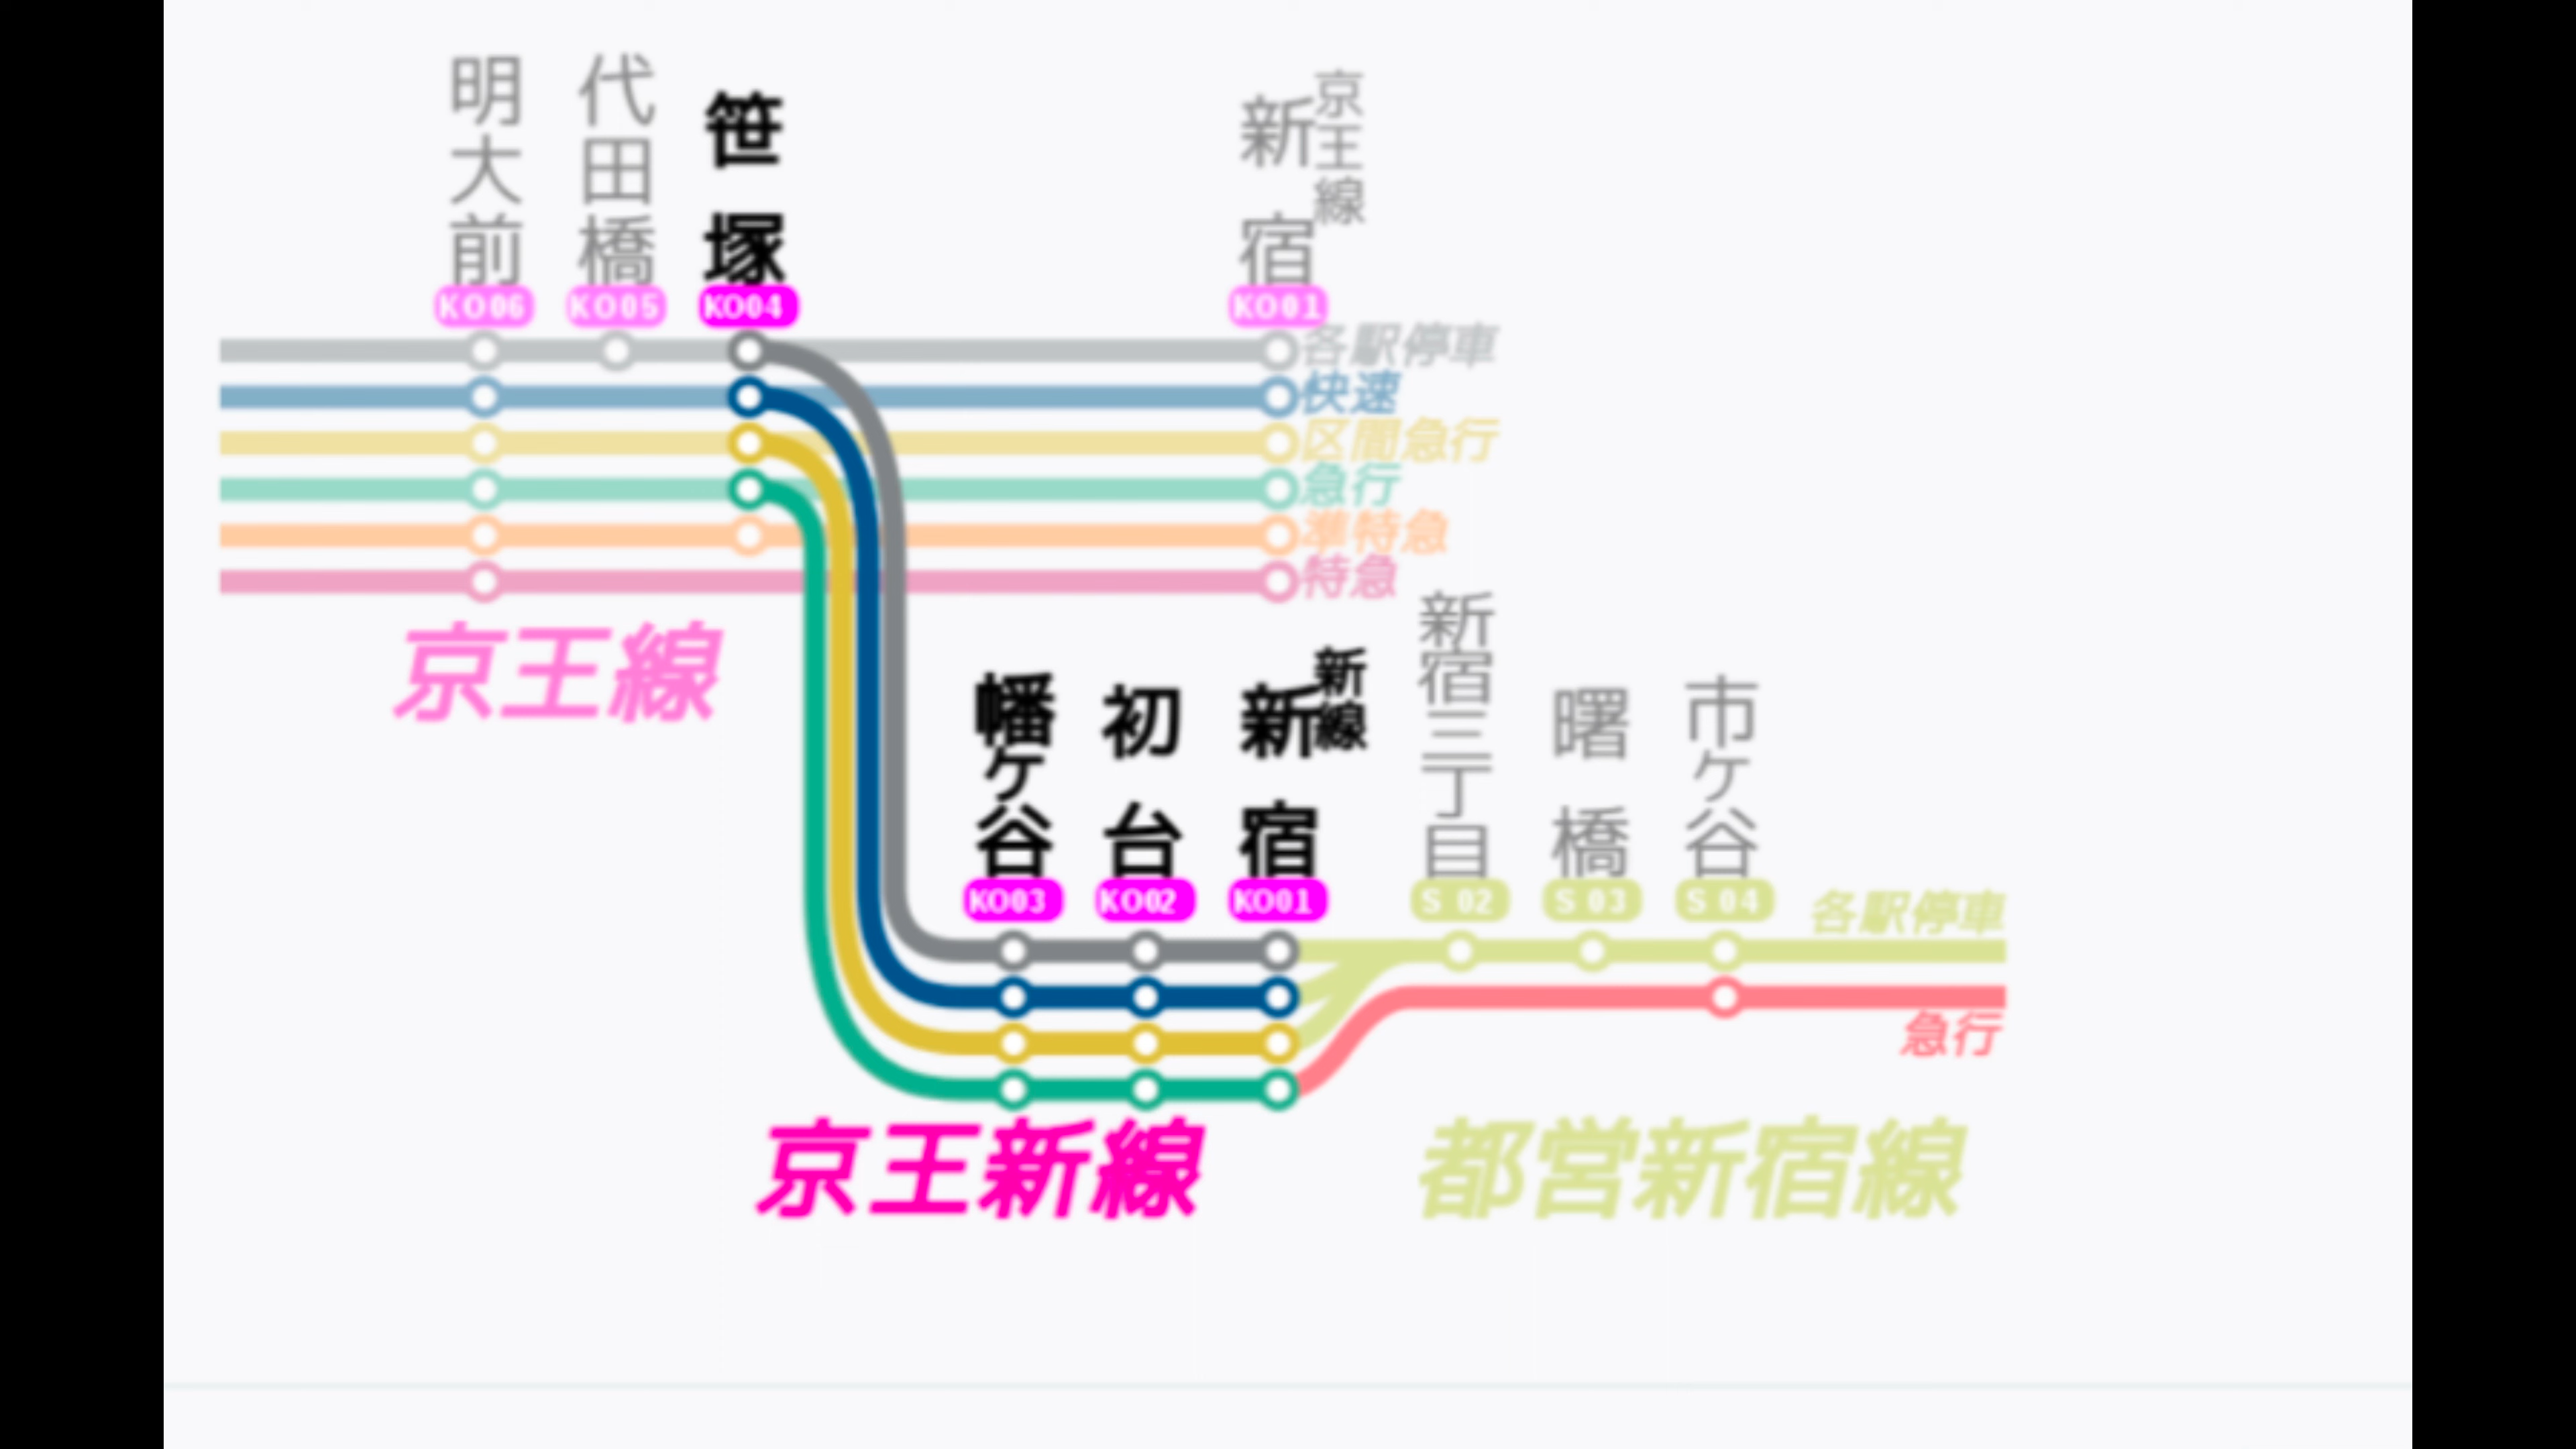 明大前
代田橋
笹塚
新宿
京王線
KO06
KO05
KO04
KO01
各駅停車
快速
区間急行
急行
準特急
特急
京王線
幡ケ谷
初台
新宿
新線
新宿三丁目
曙橋
市ケ谷
KO03
KO02
KO01
S 02
S 03
S 04
各駅停車
急行
京王新線
都営新宿線